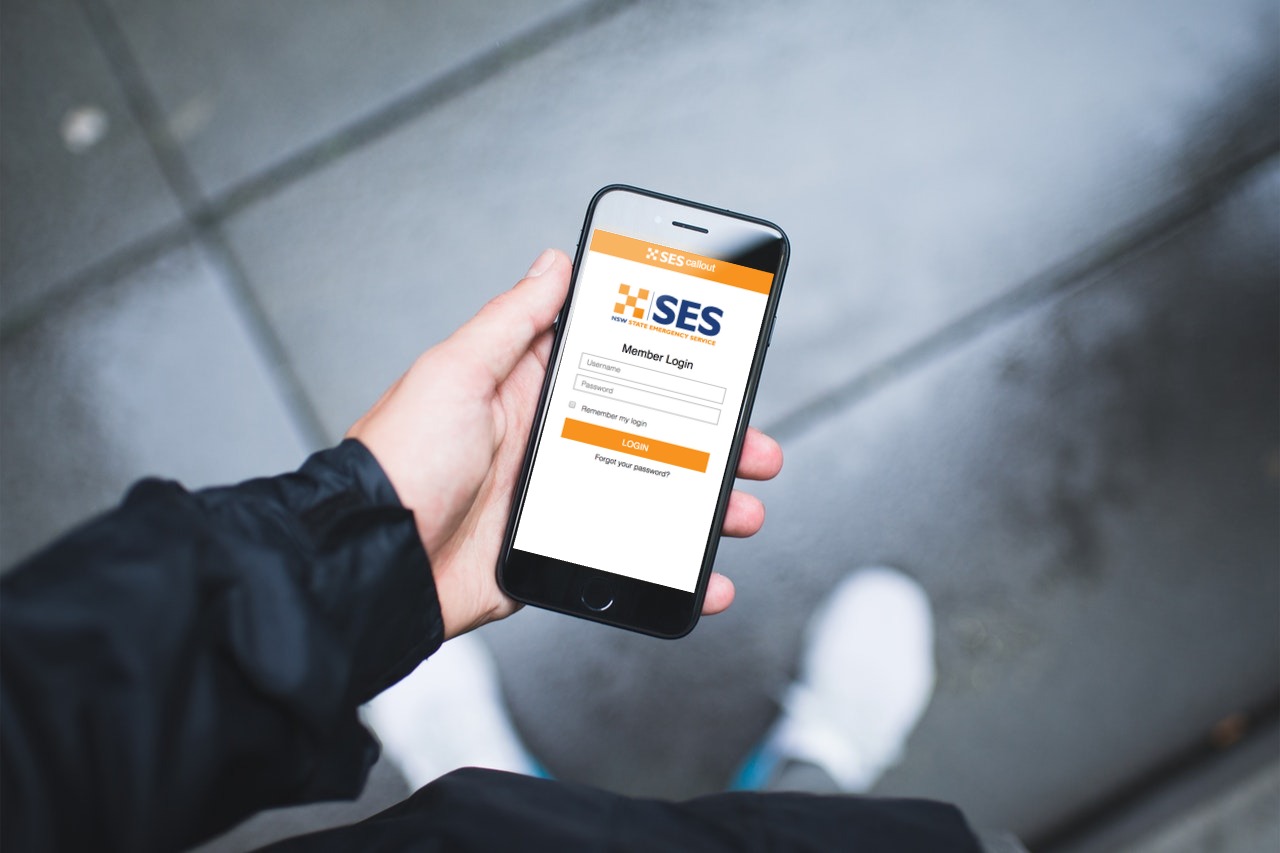 SES callout
SES
NSW STATE EMERGENCY SERVICE
Member Login
Username
Password
Remember my login
LOGIN
Forgot your password?